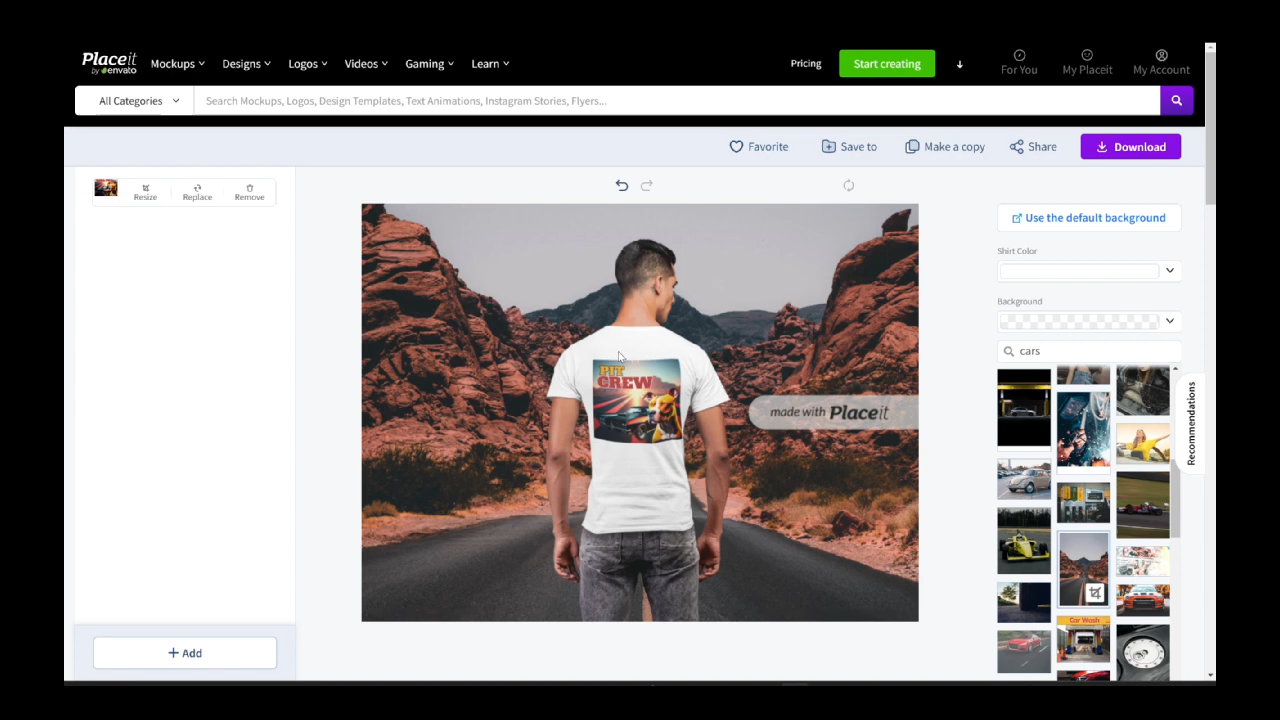 Placeit
by envato
Mockups
Designs
Logos
Videos
Gaming
Learn
Pricing
Start creating
For You
My Placeit
My Account
All Categories
Search Mockups, Logos, Design Templates, Text Animations, Instagram Stories, Flyers...
Favorite
Save to
Make a copy
Share
Download
Resize
Replace
Remove
Use the default background
Shirt Color
Background
cars
PIT
CREW
made with Placeit
Recommendations
Car Wash
+ Add